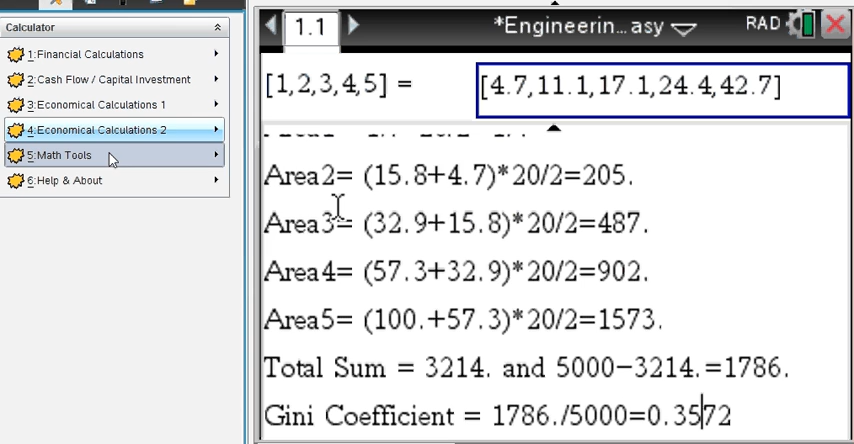 Calculator
1:Financial Calculations
2:Cash Flow / Capital Investment
3:Economical Calculations 1
4:Economical Calculations 2
5:Math Tools
6:Help & About
1.1
*Engineerin...asy
RAD
[1,2,3,4,5] = [4.7,11.1,17.1,24.4,42.7]
Area2= (15.8+4.7)*20/2=205.
Area3= (32.9+15.8)*20/2=487.
Area4= (57.3+32.9)*20/2=902.
Area5= (100.+57.3)*20/2=1573.
Total Sum = 3214. and 5000−3214.=1786.
Gini Coefficient = 1786./5000=0.3572